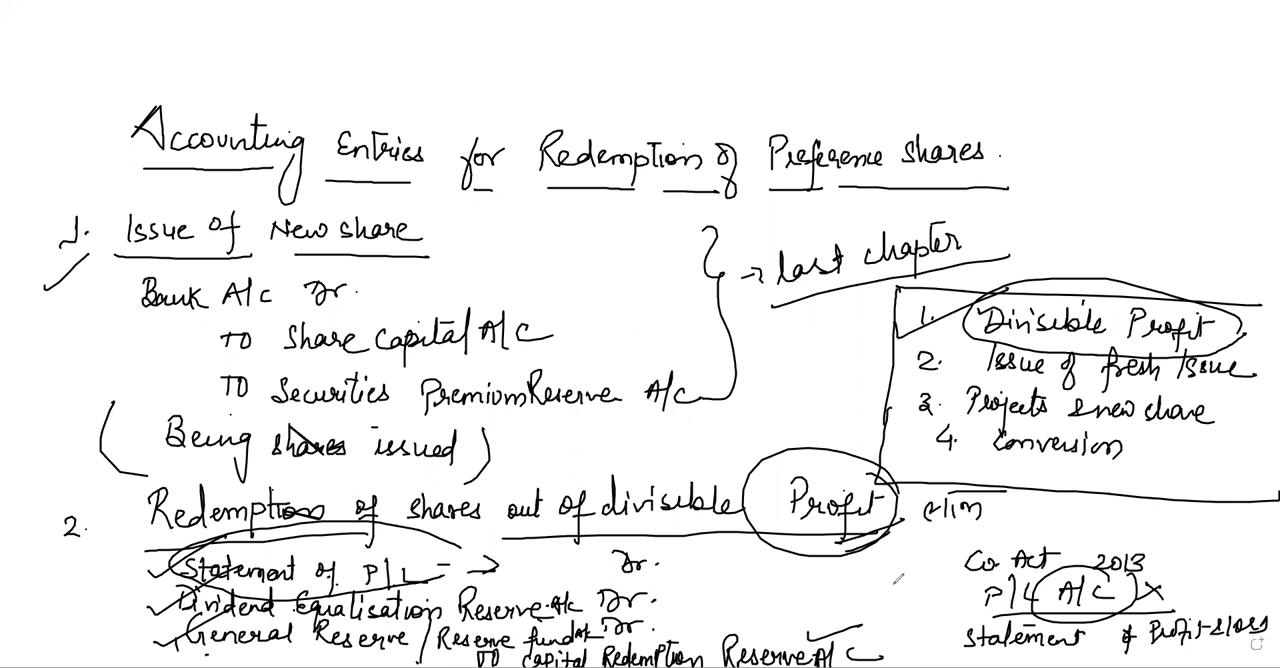 Accounting Entries for Redemption of Preference shares.
1. Issue of New share
Bank A/c Dr.
To Share capital A/C
To Securities Premium Reserve A/c
(Being shares issued)
→ last chapter
1. Divisible Profit
2. Issue of fresh Issue
3. Projects & new share
4. Conversion
2. Redemption of shares out of divisible Profit
Statement of P/L → Dr.
Dividend Equalisation Reserve A/c Dr.
General Reserve / Reserve fund A/c Dr.
To capital Redemption Reserve A/C
Co Act 2013
P/L A/C X
Statement of Profit & loss